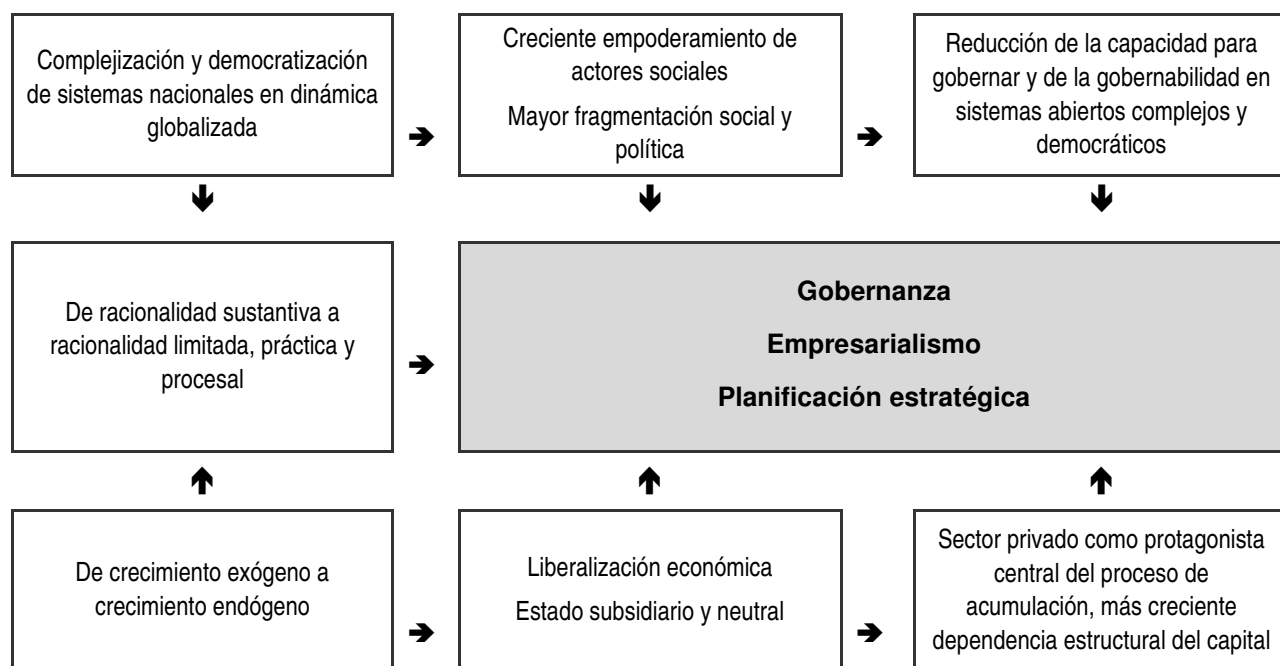 Complejización y democratización
de sistemas nacionales en dinámica
globalizada
Creciente empoderamiento de
actores sociales
Mayor fragmentación social y
política
Reducción de la capacidad para
gobernar y de la gobernabilidad en
sistemas abiertos complejos y
democráticos
De racionalidad sustantiva a
racionalidad limitada, práctica y
procesal
Gobernanza
Empresarialismo
Planificación estratégica
De crecimiento exógeno a
crecimiento endógeno
Liberalización económica
Estado subsidiario y neutral
Sector privado como protagonista
central del proceso de
acumulación, más creciente
dependencia estructural del capital